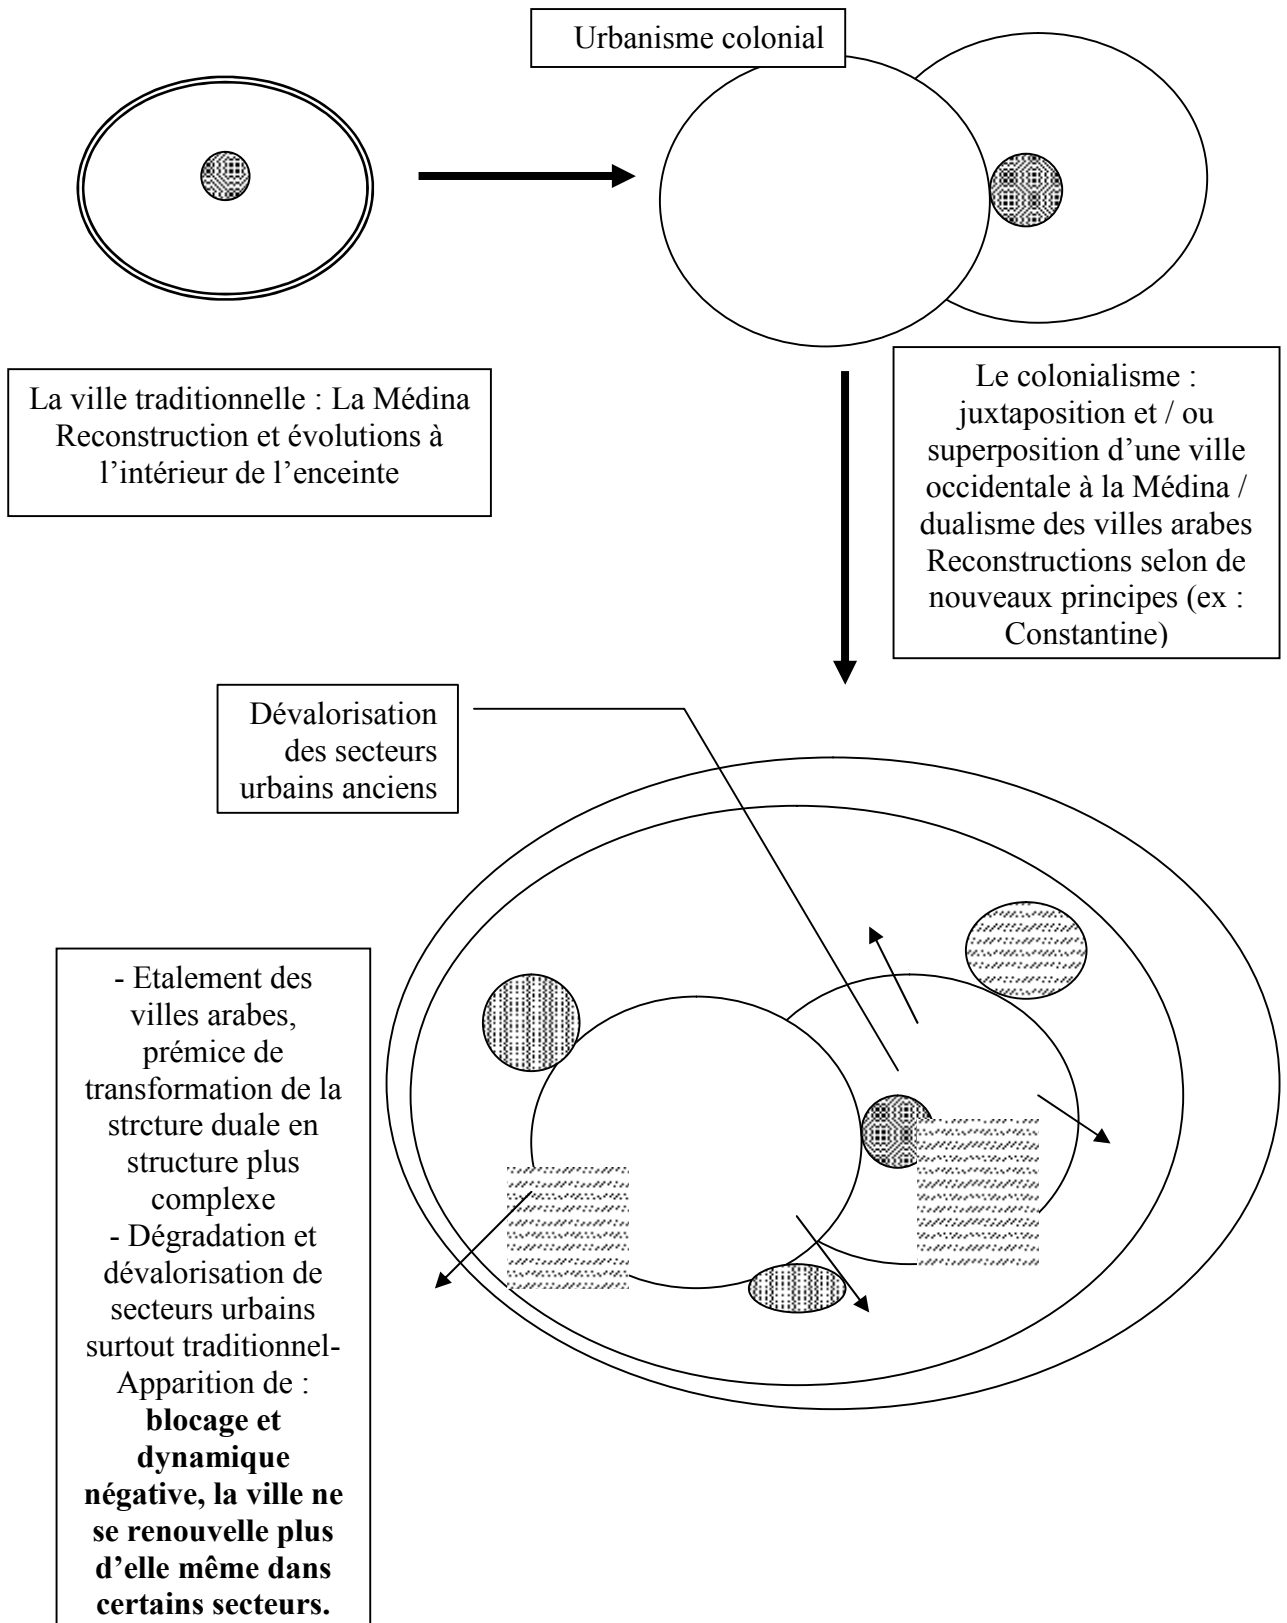 Urbanisme colonial
La ville traditionnelle : La Médina
Reconstruction et évolutions à
l’intérieur de l’enceinte
Le colonialisme :
juxtaposition et / ou
superposition d’une ville
occidentale à la Médina /
dualisme des villes arabes
Reconstructions selon de
nouveaux principes (ex :
Constantine)
Dévalorisation
des secteurs
urbains anciens
- Etalement des
villes arabes,
prémice de
transformation de la
strcture duale en
structure plus
complexe
- Dégradation et
dévalorisation de
secteurs urbains
surtout traditionnel-
Apparition de :
blocage et
dynamique
négative, la ville ne
se renouvelle plus
d’elle même dans
certains secteurs.